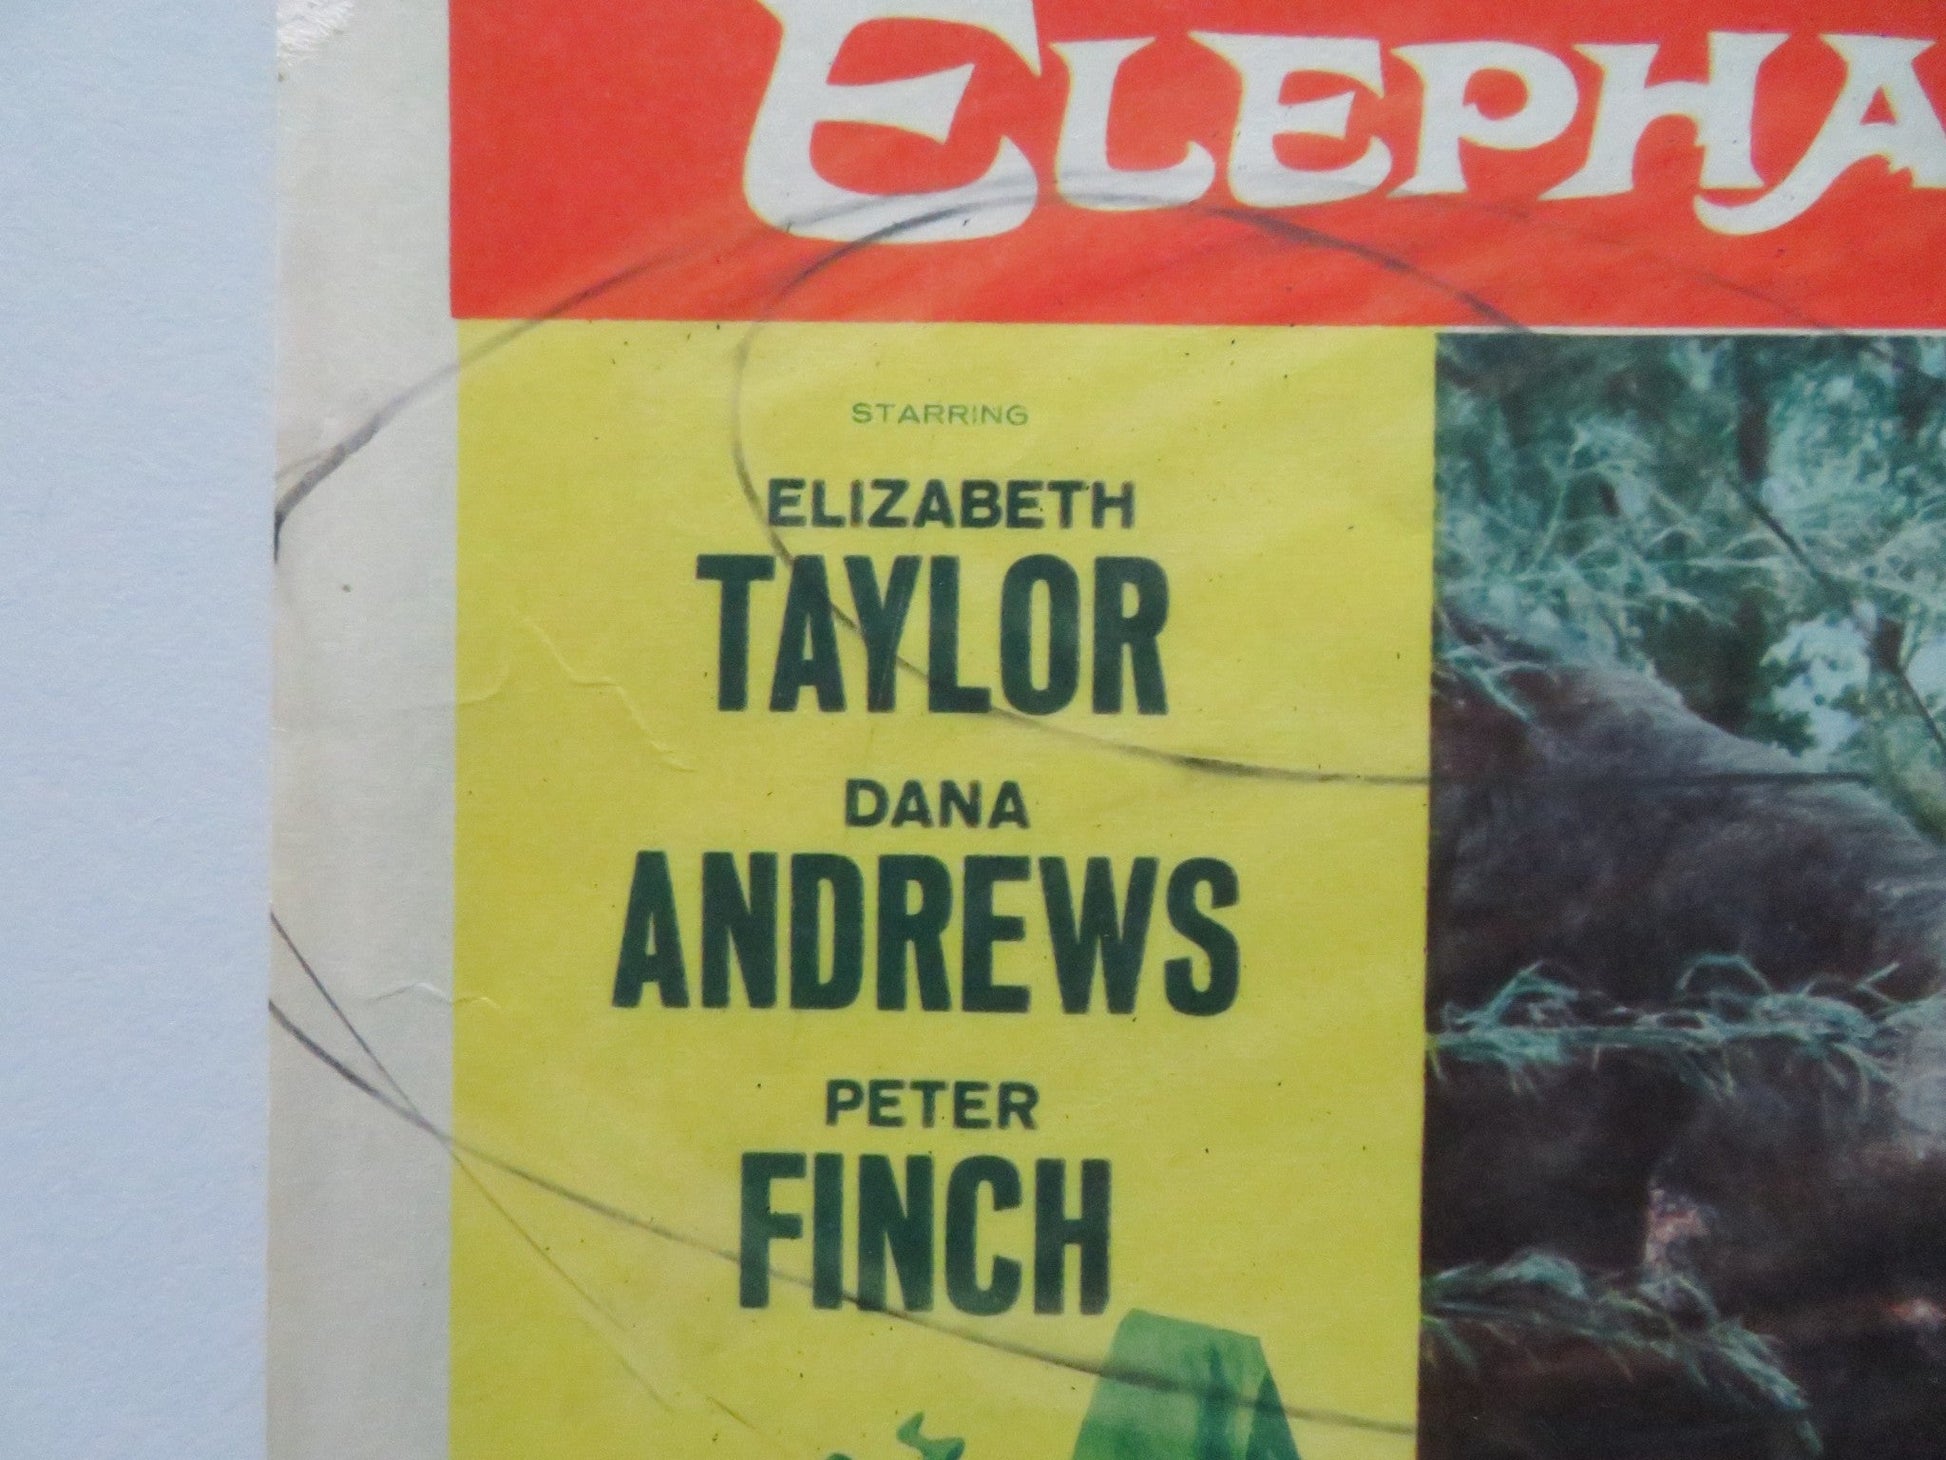 ELEPHA
STARRING
ELIZABETH
TAYLOR
DANA
ANDREWS
PETER
FINCH